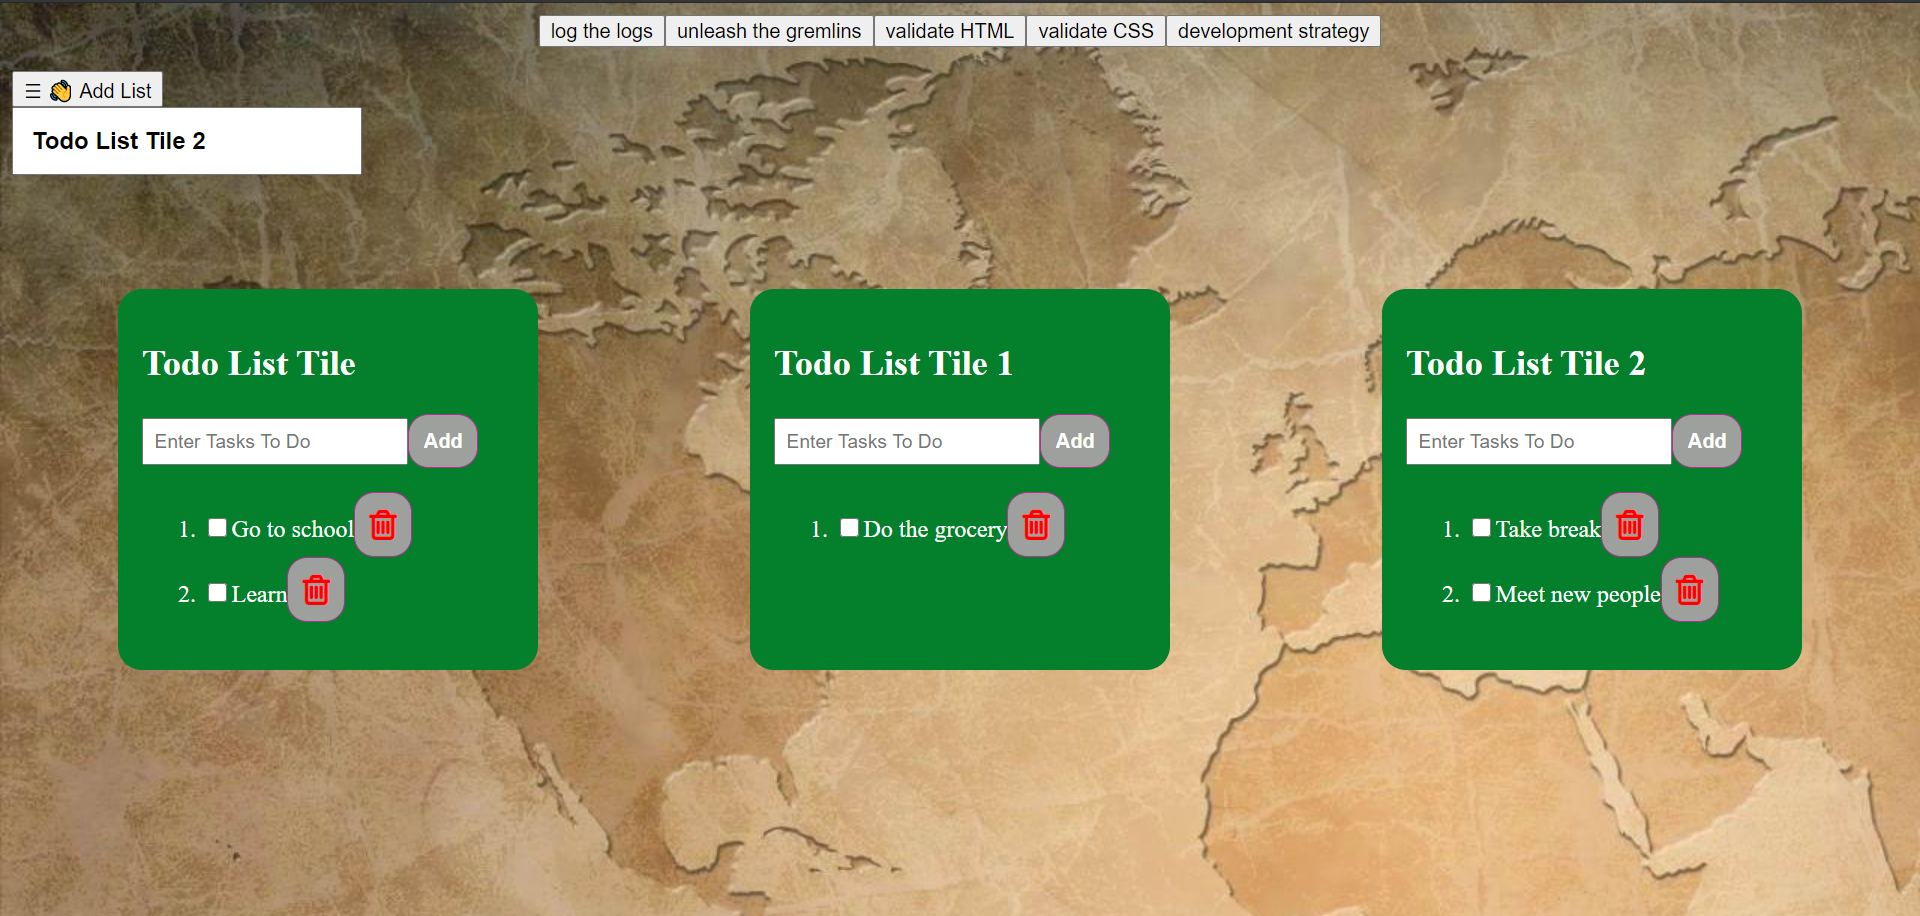 log the logs unleash the gremlins validate HTML validate CSS development strategy
☰ 👏 Add List
Todo List Tile 2
Todo List Tile
Enter Tasks To Do Add
1. Go to school
2. Learn
Todo List Tile 1
Enter Tasks To Do Add
1. Do the grocery
Todo List Tile 2
Enter Tasks To Do Add
1. Take break
2. Meet new people